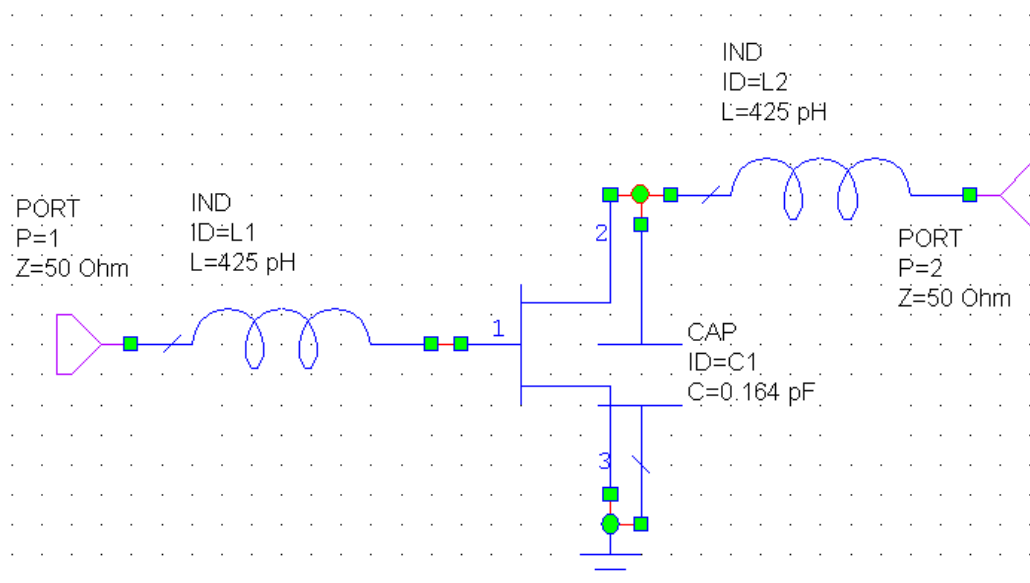 IND
ID=L2
L=425 pH
PORT
P=1
Z=50 Ohm
IND
ID=L1
L=425 pH
2
PORT
P=2
Z=50 Ohm
1
CAP
ID=C1
C=0.164 pF
3